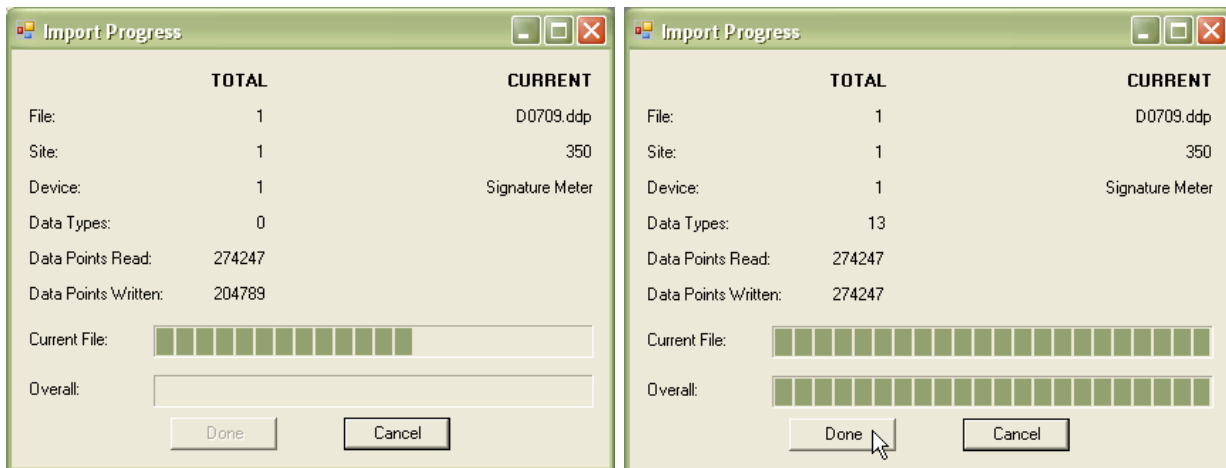 Import Progress
TOTAL CURRENT
File: 1 D0709.ddp
Site: 1 350
Device: 1 Signature Meter
Data Types: 0
Data Points Read: 274247
Data Points Written: 204789
Current File:
Overall:
Done Cancel
Import Progress
TOTAL CURRENT
File: 1 D0709.ddp
Site: 1 350
Device: 1 Signature Meter
Data Types: 13
Data Points Read: 274247
Data Points Written: 274247
Current File:
Overall:
Done Cancel